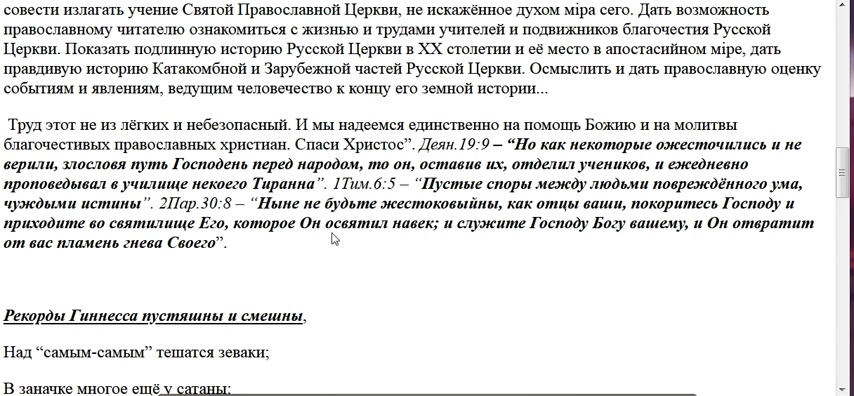 совести излагать учение Святой Православной Церкви, не искажённое духом міра сего. Дать возможность
православному читателю ознакомиться с жизнью и трудами учителей и подвижников благочестия Русской
Церкви. Показать подлинную историю Русской Церкви в XX столетии и её место в апостасийном міре, дать
правдивую историю Катакомбной и Зарубежной частей Русской Церкви. Осмыслить и дать православную оценку
событиям и явлениям, ведущим человечество к концу его земной истории...
Труд этот не из лёгких и небезопасный. И мы надеемся единственно на помощь Божию и на молитвы
благочестивых православных христиан. Спаси Христос”. Деян.19:9 – “Но как некоторые ожесточились и не
верили, злословя путь Господень перед народом, то он, оставив их, отделил учеников, и ежедневно
проповедывал в училище некоего Тиранна”. 1Тим.6:5 – “Пустые споры между людьми повреждённого ума,
чуждыми истины”. 2Пар.30:8 – “Ныне не будьте жестоковыйны, как отцы ваши, покоритесь Господу и
приходите во святилище Его, которое Он освятил навек; и служите Господу Богу вашему, и Он отвратит
от вас пламень гнева Своего”.
Рекорды Гиннесса пустяшны и смешны,
Над “самым-самым” тешатся зеваки;
В заначке многое ещё у сатаны: